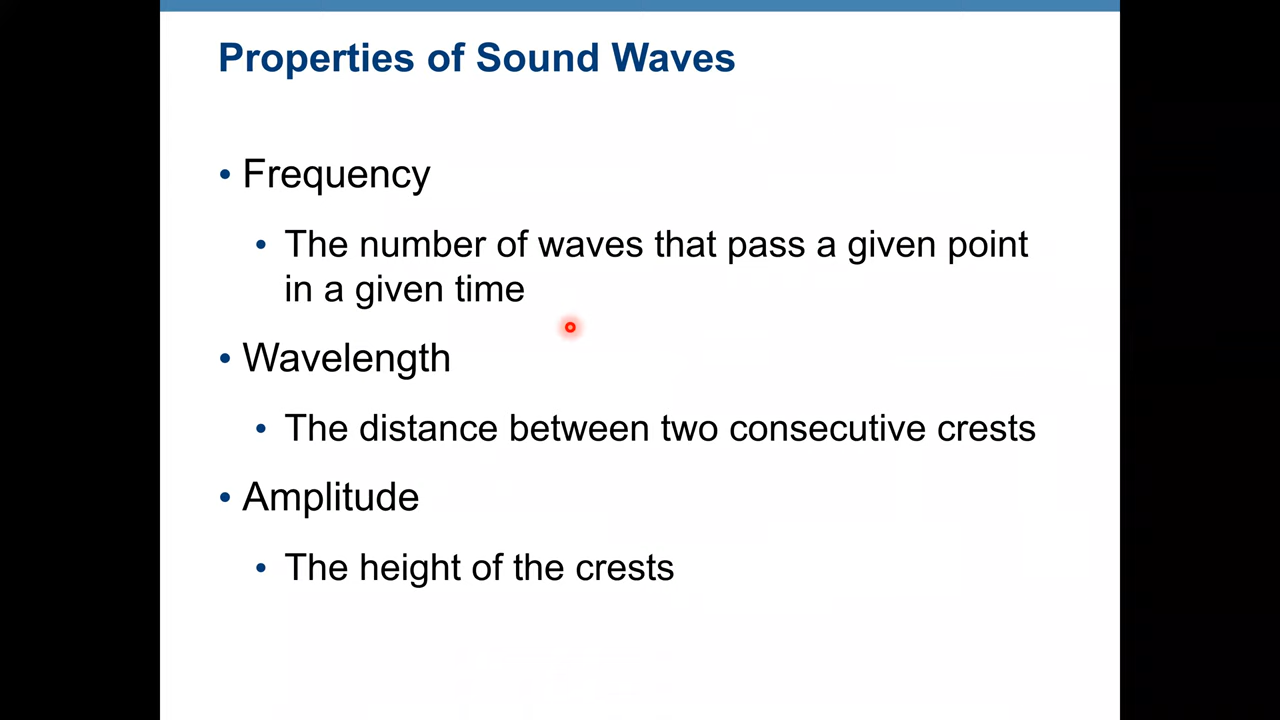 Properties of Sound Waves
• Frequency
• The number of waves that pass a given point
in a given time
• Wavelength
• The distance between two consecutive crests
• Amplitude
• The height of the crests